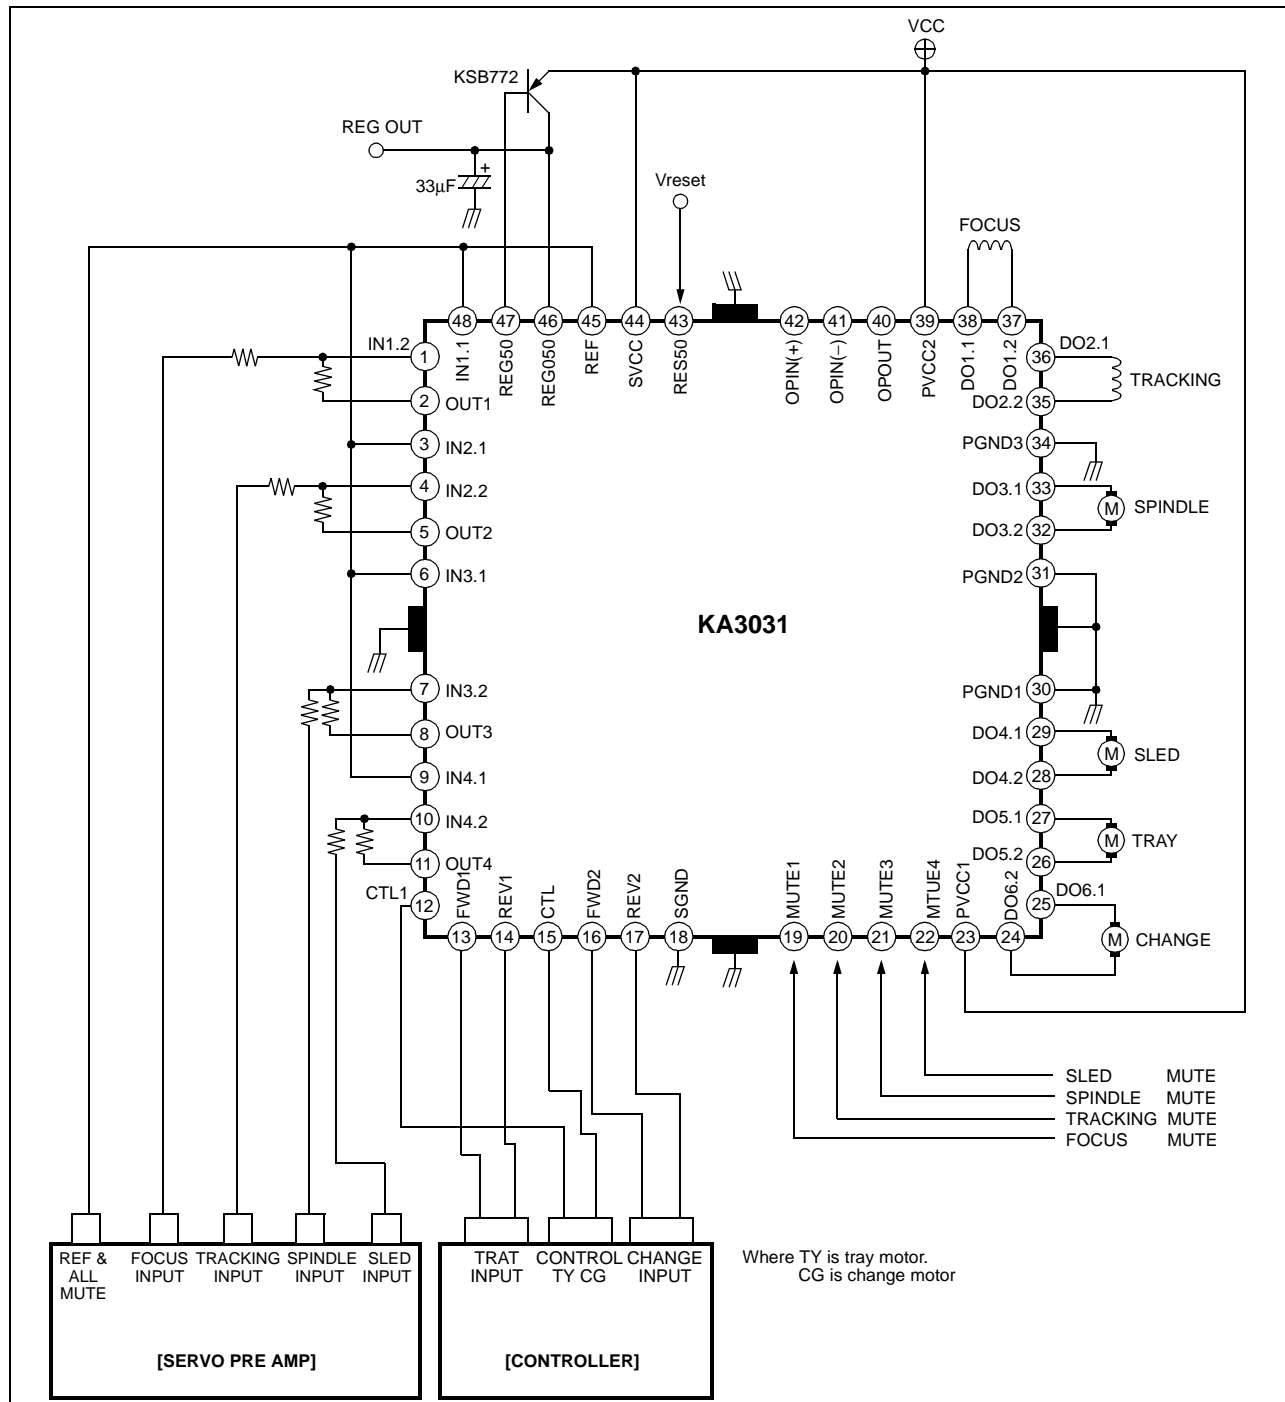 VCC
KSB772
REG OUT
+
33µF
Vreset
FOCUS
48 47 46 45 44 43 42 41 40 39 38 37
IN1.1
REG50
REG050
REF
SVCC
RES50
OPIN(+)
OPIN(−)
OPOUT
PVCC2
DO1.1
DO1.2
IN1.2
1
2 OUT1
3 IN2.1
4 IN2.2
5 OUT2
6 IN3.1
7 IN3.2
8 OUT3
9 IN4.1
10 IN4.2
11 OUT4
CTL1
12
KA3031
DO2.1
36
TRACKING
DO2.2 35
PGND3 34
DO3.1 33
M SPINDLE
DO3.2 32
PGND2 31
PGND1 30
DO4.1 29
M SLED
DO4.2 28
DO5.1 27
M TRAY
DO5.2 26
DO6.1
25
M CHANGE
FWD1
REV1
CTL
FWD2
REV2
SGND
MUTE1
MUTE2
MUTE3
MTUE4
PVCC1
DO6.2
13 14 15 16 17 18 19 20 21 22 23 24
SLED MUTE
SPINDLE MUTE
TRACKING MUTE
FOCUS MUTE
REF &
ALL
MUTE
FOCUS
INPUT
TRACKING
INPUT
SPINDLE
INPUT
SLED
INPUT
[SERVO PRE AMP]
TRAT
INPUT
CONTROL
TY CG
CHANGE
INPUT
[CONTROLLER]
Where TY is tray motor.
CG is change motor